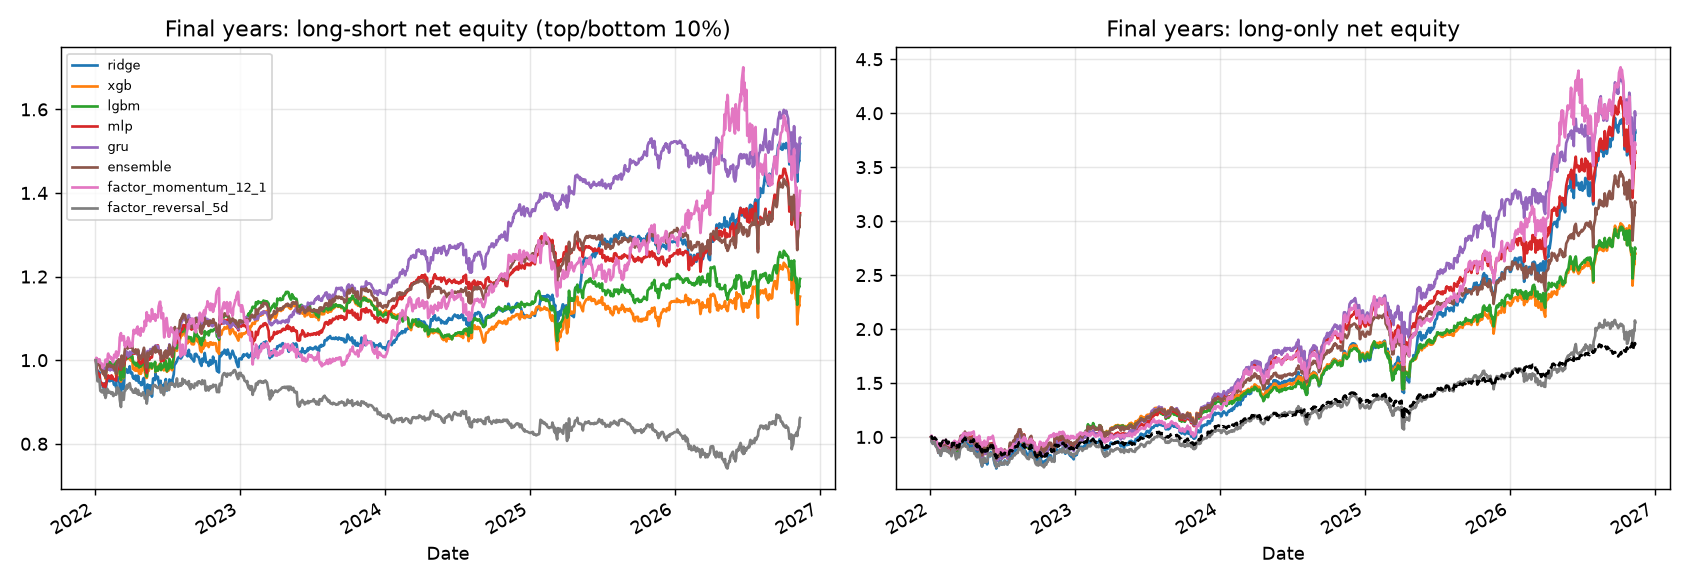 Final years: long-short net equity (top/bottom 10%)
1.6
1.4
1.2
1.0
0.8
ridge
xgb
lgbm
mlp
gru
ensemble
factor_momentum_12_1
factor_reversal_5d
2022
2023
2024
2025
2026
2027
Date
Final years: long-only net equity
4.5
4.0
3.5
3.0
2.5
2.0
1.5
1.0
2022
2023
2024
2025
2026
2027
Date